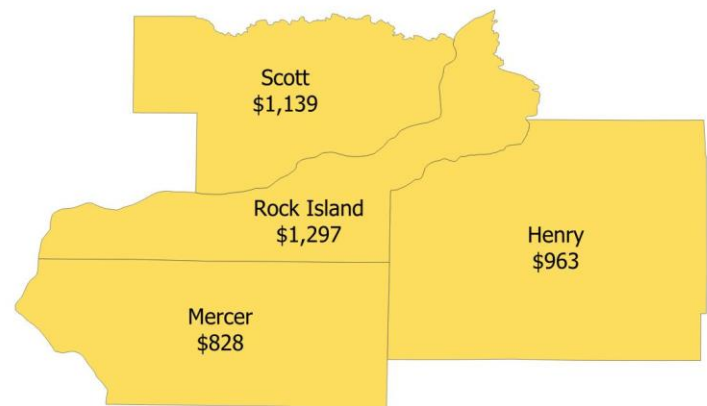 Scott
$1,139
Rock Island
$1,297
Henry
$963
Mercer
$828